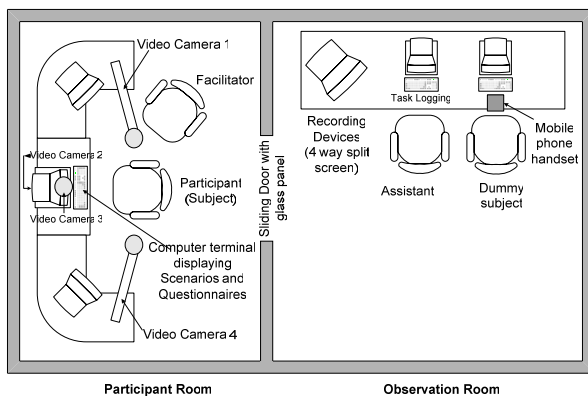 Video Camera 1
Facilitator
Video Camera 2
Participant
(Subject)
Video Camera 3
Computer terminal
displaying
Scenarios and
Questionnaires
Video Camera 4
Sliding Door with
glass panel
Task Logging
Recording
Devices
(4 way split
screen)
Mobile
phone
handset
Assistant
Dummy
subject
Participant Room
Observation Room